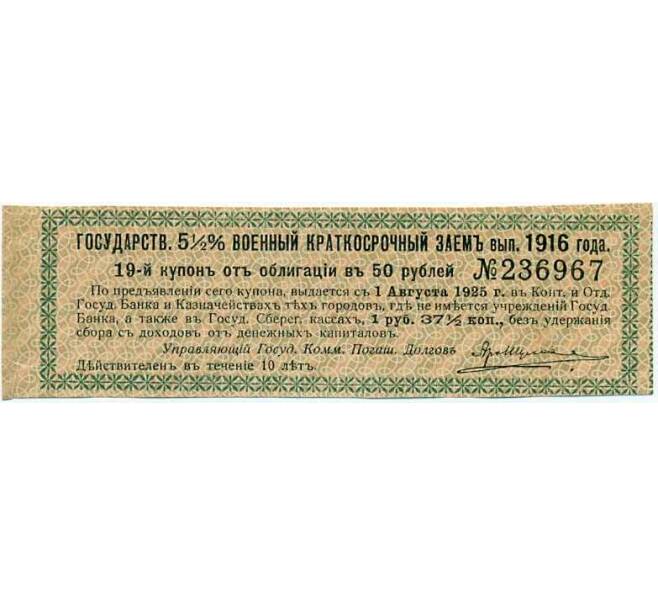 ГОСУДАРСТВ. 5½% ВОЕННЫЙ КРАТКОСРОЧНЫЙ ЗАЕМЪ вып. 1916 года.
19-й купонъ отъ облигаціи въ 50 рублей №236967
По предъявленіи сего купона, выдается съ 1 Августа 1925 г. въ Конт. и Отд.
Госуд. Банка и Казначействахъ тѣхъ городовъ, гдѣ не имѣется учрежденій Госуд.
Банка, а также въ Госуд. Сберег. кассахъ, 1 руб. 37½ коп., безъ удержанія
сбора съ доходовъ отъ денежныхъ капиталовъ.
Управляющій Госуд. Комм. Погаш. Долговъ
Дѣйствителенъ въ теченіе 10 лѣтъ.